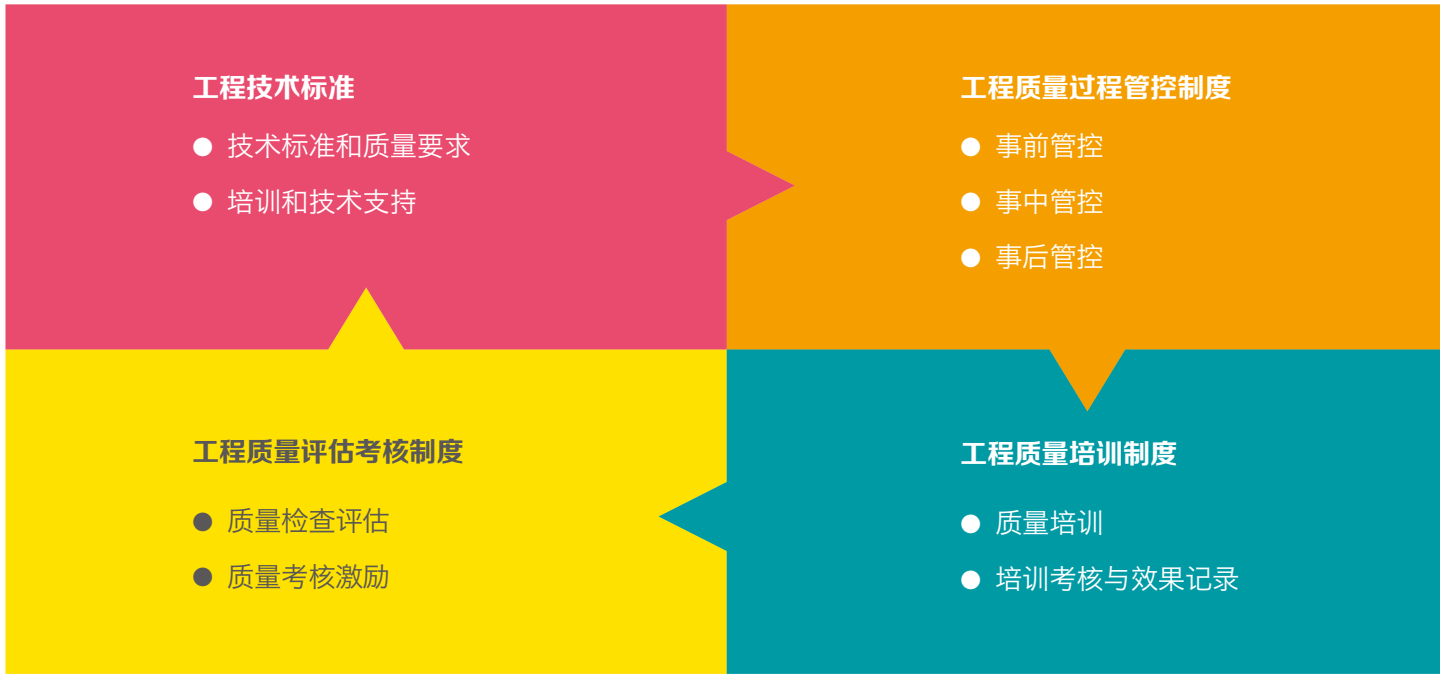 工程技术标准
● 技术标准和质量要求
● 培训和技术支持
工程质量过程管控制度
● 事前管控
● 事中管控
● 事后管控
工程质量评估考核制度
● 质量检查评估
● 质量考核激励
工程质量培训制度
● 质量培训
● 培训考核与效果记录